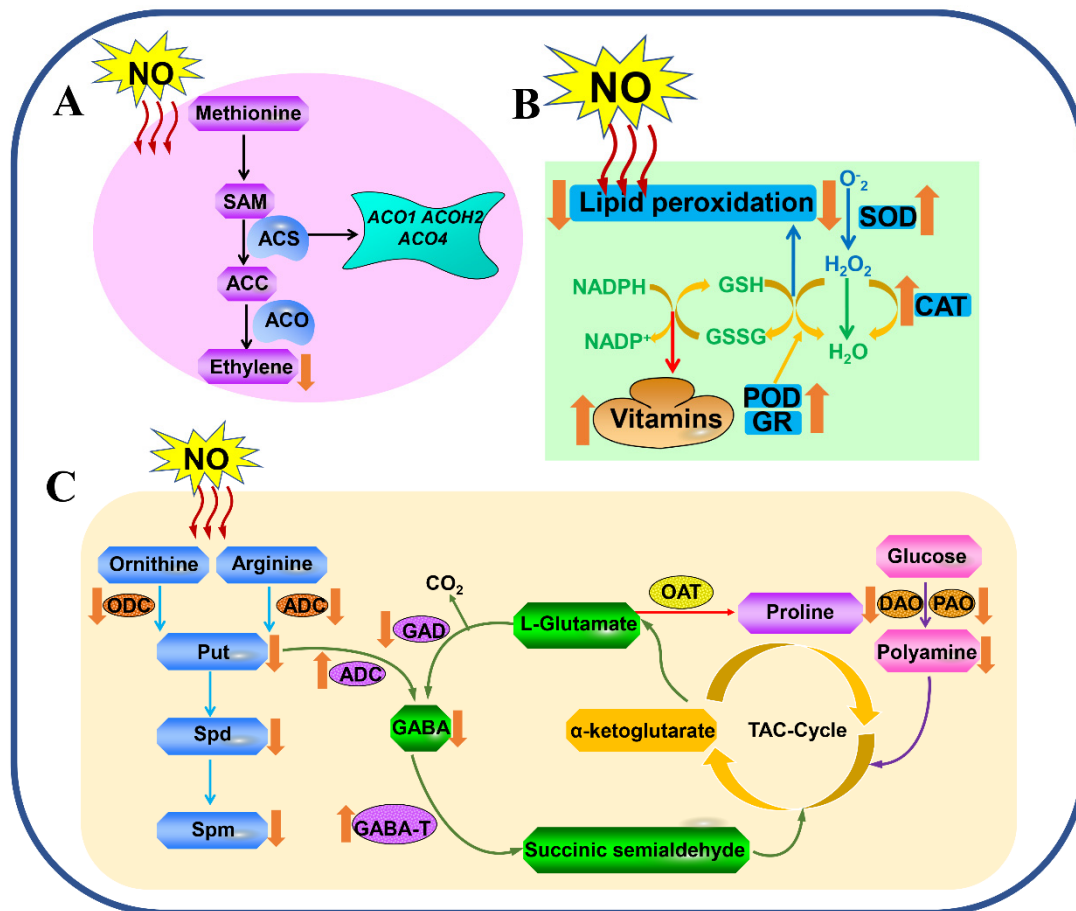 A
NO
Methionine
SAM
ACS
ACO1 ACOH2
ACO4
ACC
ACO
Ethylene
B
NO
Lipid peroxidation
O⁻₂
SOD
H₂O₂
NADPH
GSH
CAT
NADP⁺
GSSG
H₂O
Vitamins
POD
GR
C
NO
Ornithine
Arginine
ODC
ADC
Put
ADC
Spd
Spm
CO₂
GAD
GABA
GABA-T
L-Glutamate
OAT
Proline
α-ketoglutarate
TAC-Cycle
Succinic semialdehyde
Glucose
DAO
PAO
Polyamine